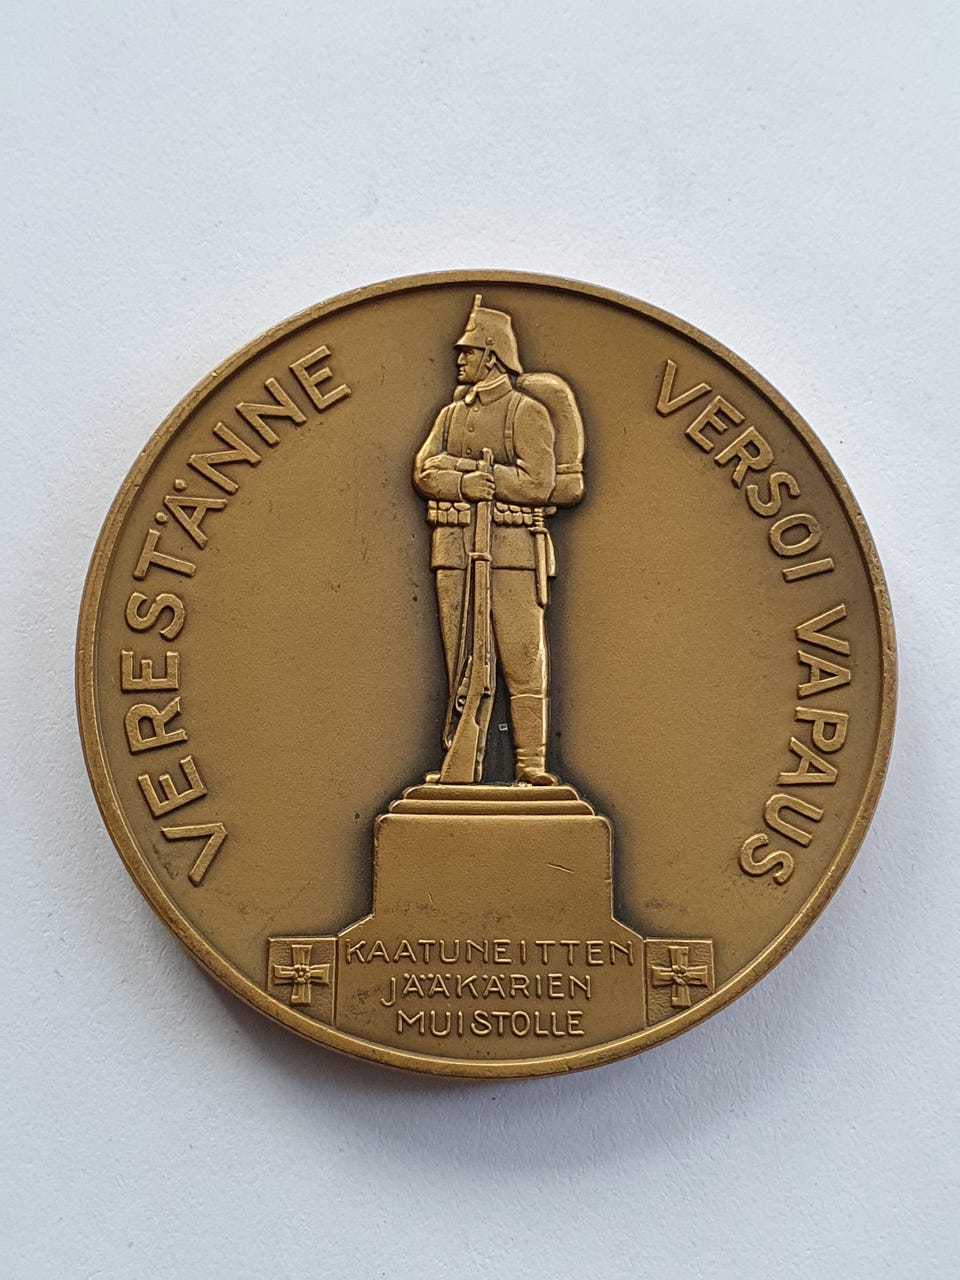 VERESTÄNNE VERSOI VAPAUS
KAATUNEITTEN
JÄÄKÄRIEN
MUISTOLLE